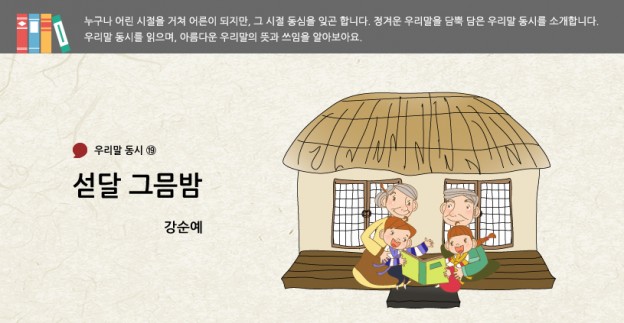 누구나 어린 시절을 거쳐 어른이 되지만, 그 시절 동심을 잊곤 합니다. 정겨운 우리말을 담뿍 담은 우리말 동시를 소개합니다.
우리말 동시를 읽으며, 아름다운 우리말의 뜻과 쓰임을 알아보아요.
우리말 동시 ⑲
섣달 그믐밤
강순예